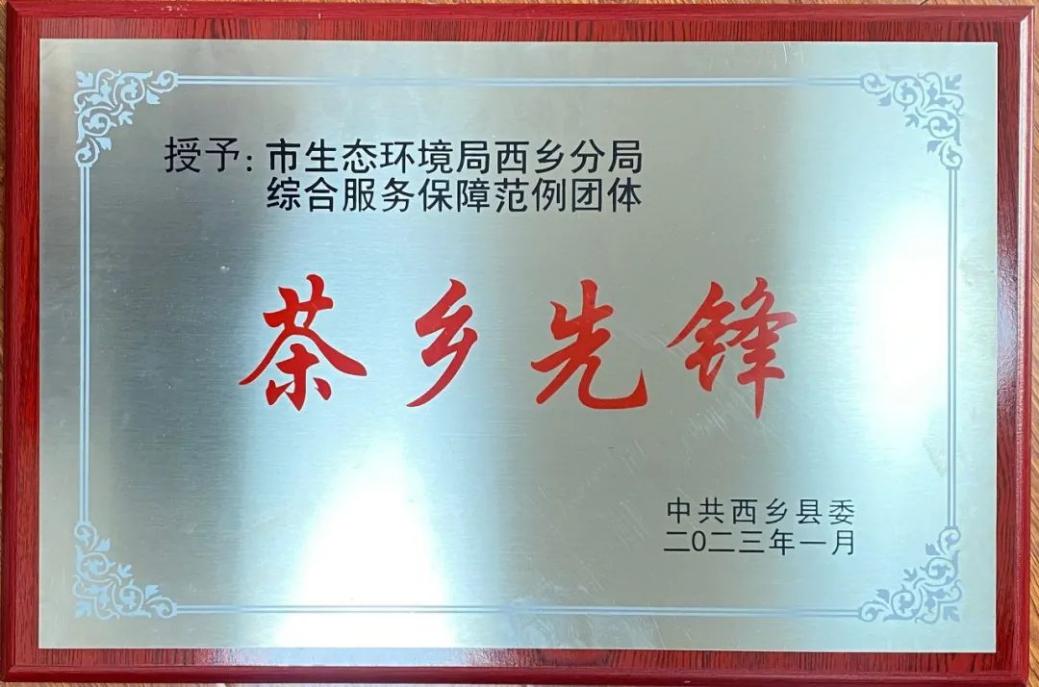 授予:市生态环境局西乡分局
综合服务保障范例团体
茶乡先锋
中共西乡县委
二〇二三年一月